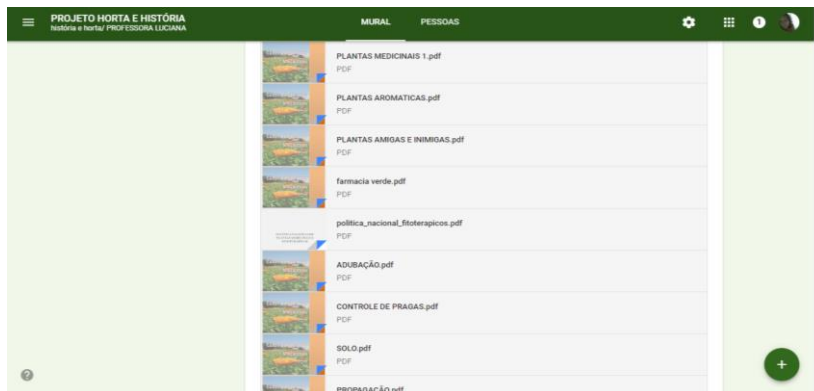 PROJETO HORTA E HISTÓRIA
história e horta/ PROFESSORA LUCIANA
MURAL PESSOAS
1
PLANTAS MEDICINAIS 1.pdf
PDF
PLANTAS AROMATICAS.pdf
PDF
PLANTAS AMIGAS E INIMIGAS.pdf
PDF
farmacia verde.pdf
PDF
politica_nacional_fitoterapicos.pdf
PDF
ADUBAÇÃO.pdf
PDF
CONTROLE DE PRAGAS.pdf
PDF
SOLO.pdf
PDF
PROPAGAÇÃO.pdf